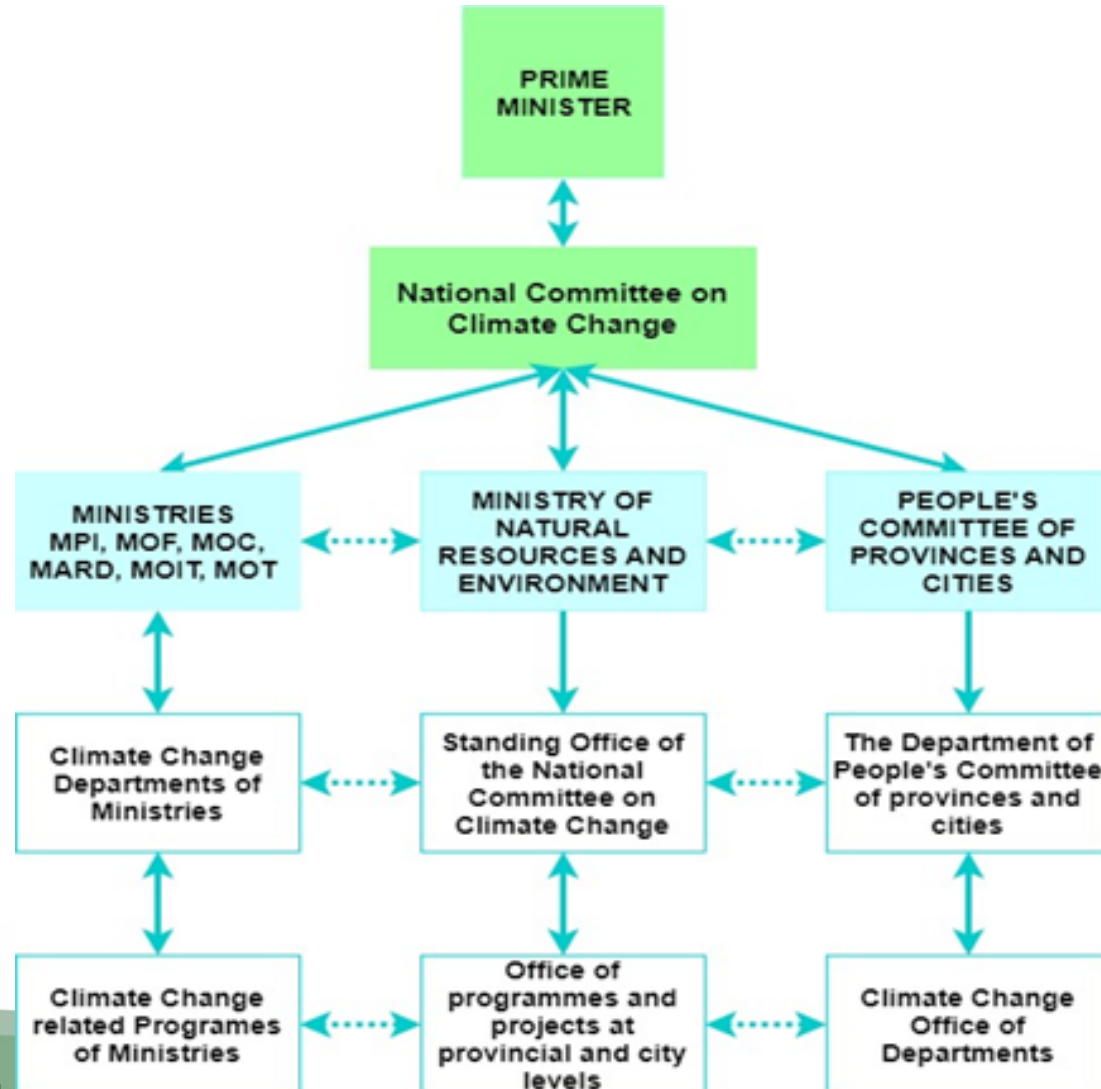 PRIME
MINISTER
National Committee on
Climate Change
MINISTRIES
MPI, MOF, MOC,
MARD, MOIT, MOT
MINISTRY OF
NATURAL
RESOURCES AND
ENVIRONMENT
PEOPLE'S
COMMITTEE OF
PROVINCES AND
CITIES
Climate Change
Departments of
Ministries
Standing Office of
the National
Committee on
Climate Change
The Department of
People's Committee
of provinces and
cities
Climate Change
related Programes
of Ministries
Office of
programmes and
projects at
provincial and city
levels
Climate Change
Office of
Departments